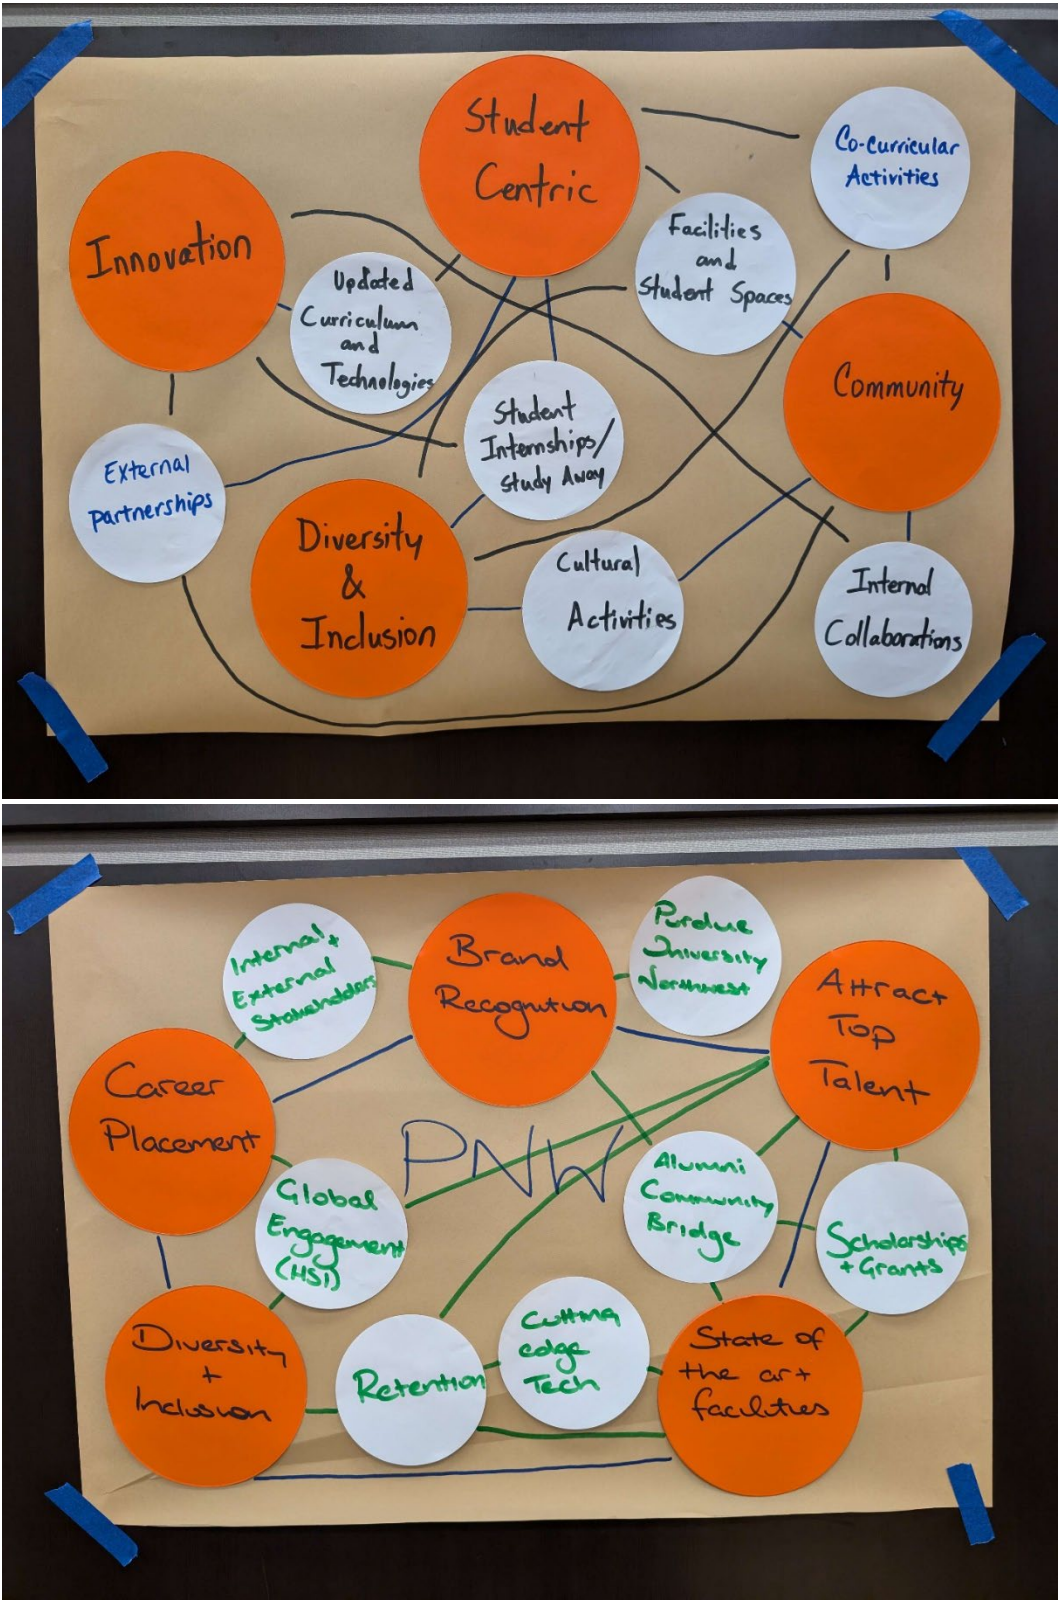 Student
Centric
Co-curricular
Activities
Innovation
Facilities
and
Student Spaces
Updated
Curriculum
and
Technologies
Community
Student
Internships/
Study Away
External
partnerships
Diversity
&
Inclusion
Cultural
Activities
Internal
Collaborations
Internal +
External
Stakeholders
Brand
Recognition
Purdue
University
Northwest
Attract
Top
Talent
Career
Placement
PNW
Alumni
Community
Bridge
Global
Engagement
(HSI)
Scholarships
+ Grants
Diversity
+
Inclusion
Retention
Cutting
edge
Tech
State of
the art
facilities